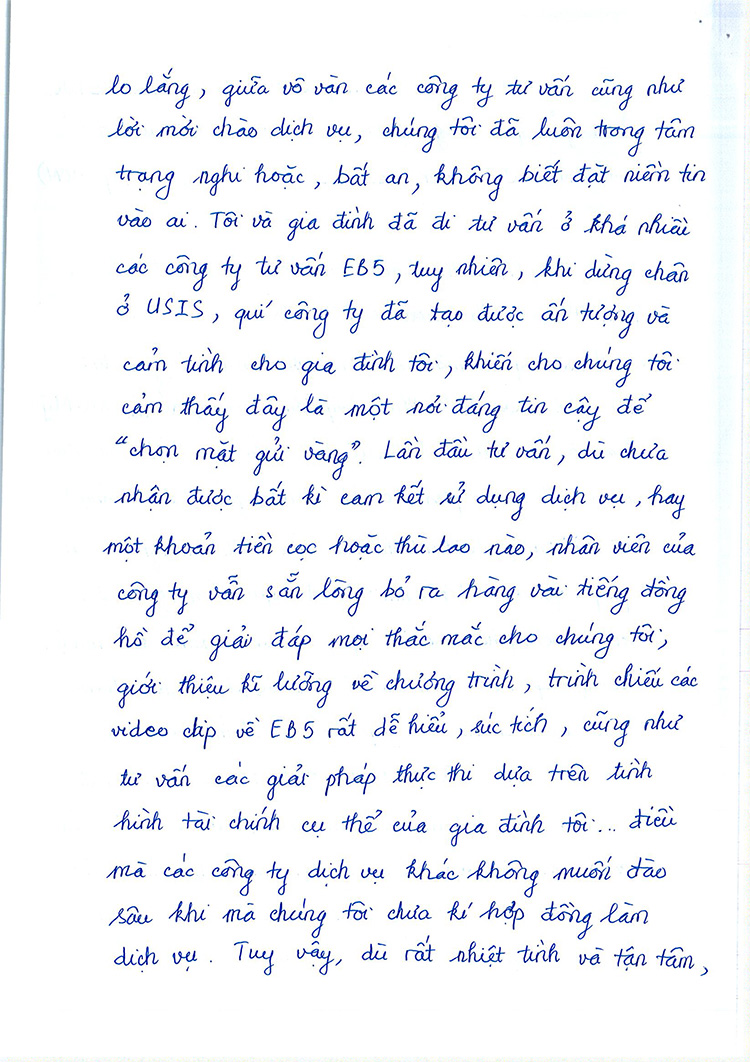 lo lắng, giữa vô vàn các công ty tư vấn cũng như
lời mời chào dịch vụ, chúng tôi đã luôn trong tâm
trạng nghi hoặc, bất an, không biết đặt niềm tin
vào ai. Tôi và gia đình đã đi tư vấn ở khá nhiều
các công ty tư vấn EB5, tuy nhiên, khi dừng chân
ở USIS, quí công ty đã tạo được ấn tượng và
cảm tình cho gia đình tôi, khiến cho chúng tôi
cảm thấy đây là một nơi đáng tin cậy để
"chọn mặt gửi vàng". Lần đầu tư vấn, dù chưa
nhận được bất kì cam kết sử dụng dịch vụ, hay
một khoản tiền cọc hoặc thù lao nào, nhân viên của
công ty vẫn sẵn lòng bỏ ra hàng vài tiếng đồng
hồ để giải đáp mọi thắc mắc cho chúng tôi,
giới thiệu kĩ lưỡng về chương trình, trình chiếu các
video clip về EB5 rất dễ hiểu, súc tích, cũng như
tư vấn các giải pháp thực thi dựa trên tình
hình tài chính cụ thể của gia đình tôi... điều
mà các công ty dịch vụ khác không muốn đào
sâu khi mà chúng tôi chưa kí hợp đồng làm
dịch vụ. Tuy vậy, dù rất nhiệt tình và tận tâm,